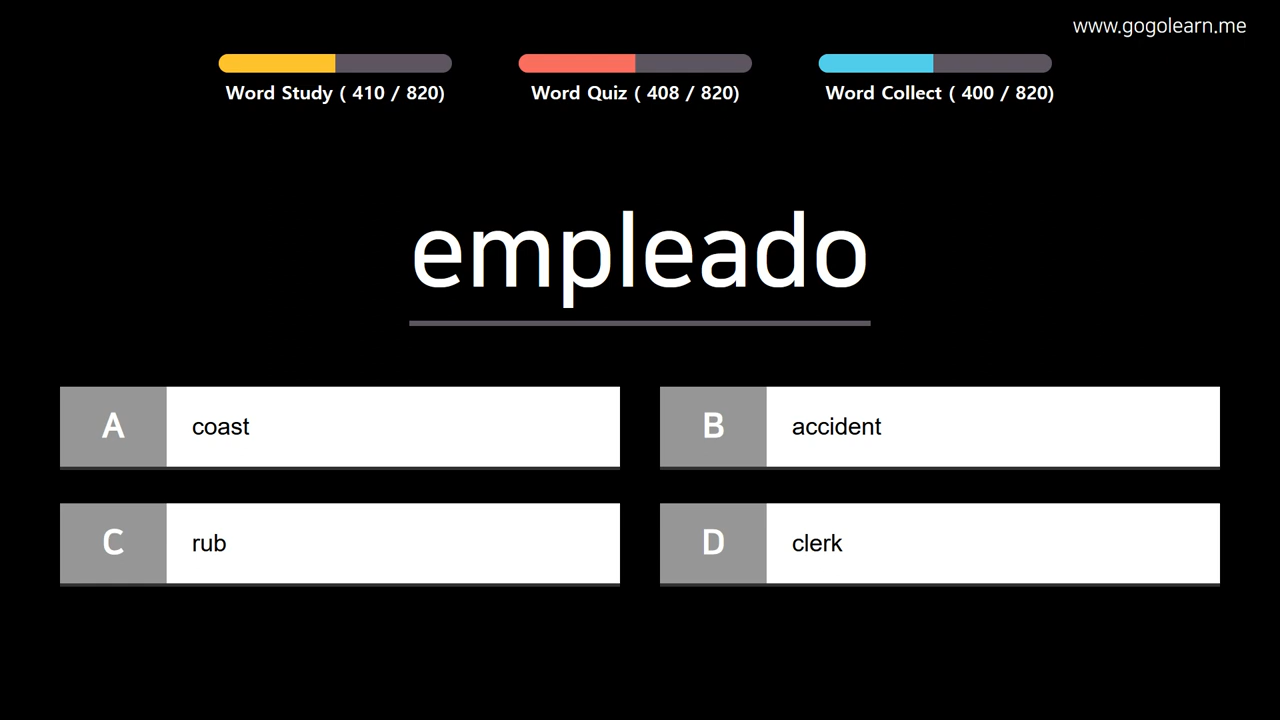 www.gogolearn.me
Word Study ( 410 / 820)
Word Quiz ( 408 / 820)
Word Collect ( 400 / 820)
empleado
A
coast
B
accident
C
rub
D
clerk